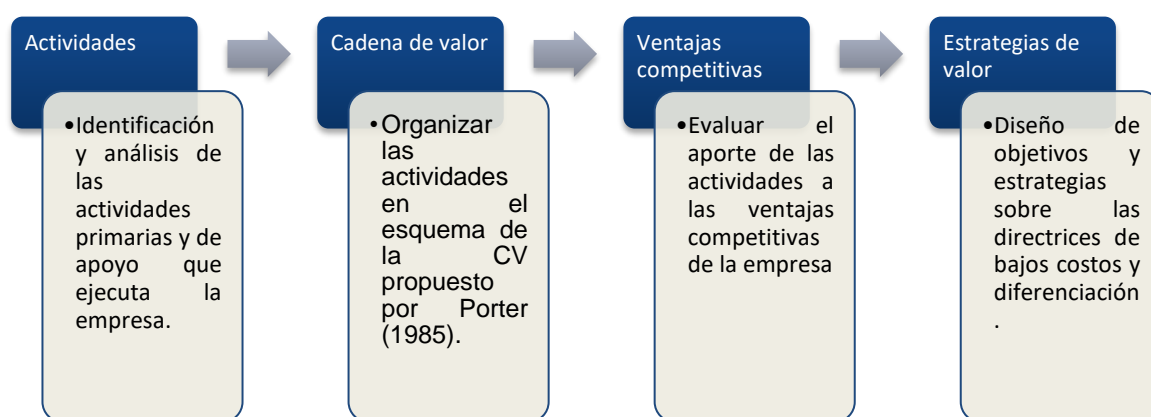 Actividades
•Identificación
y análisis de
las
actividades
primarias y de
apoyo que
ejecuta la
empresa.
Cadena de valor
•Organizar
las
actividades
en el
esquema de
la CV
propuesto
por Porter
(1985).
Ventajas
competitivas
•Evaluar el
aporte de las
actividades a
las ventajas
competitivas
de la empresa
Estrategias de
valor
•Diseño de
objetivos y
estrategias
sobre las
directrices de
bajos costos y
diferenciación
.